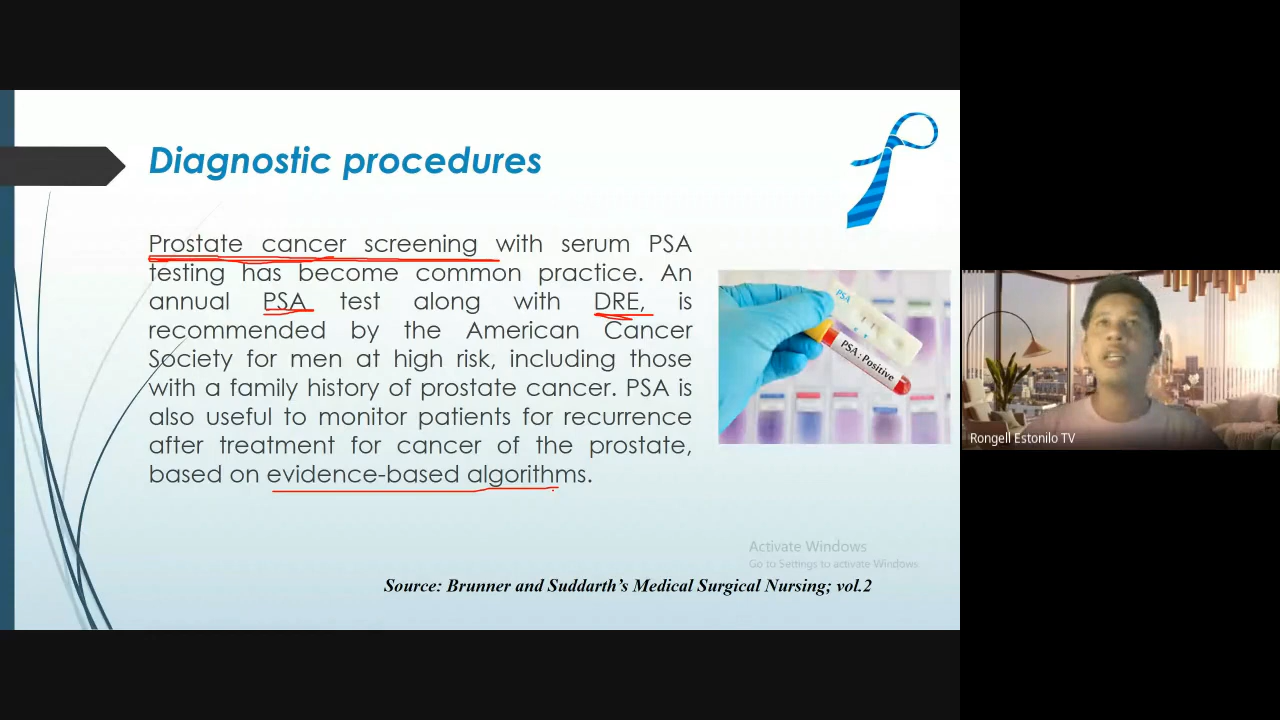 Diagnostic procedures
Prostate cancer screening with serum PSA
testing has become common practice. An
annual PSA test along with DRE, is
recommended by the American Cancer
Society for men at high risk, including those
with a family history of prostate cancer. PSA is
also useful to monitor patients for recurrence
after treatment for cancer of the prostate,
based on evidence-based algorithms.
PSA
PSA: Positive
Rongell Estonilo TV
Activate Windows
Go to Settings to activate Windows
Source: Brunner and Suddarth's Medical Surgical Nursing; vol.2